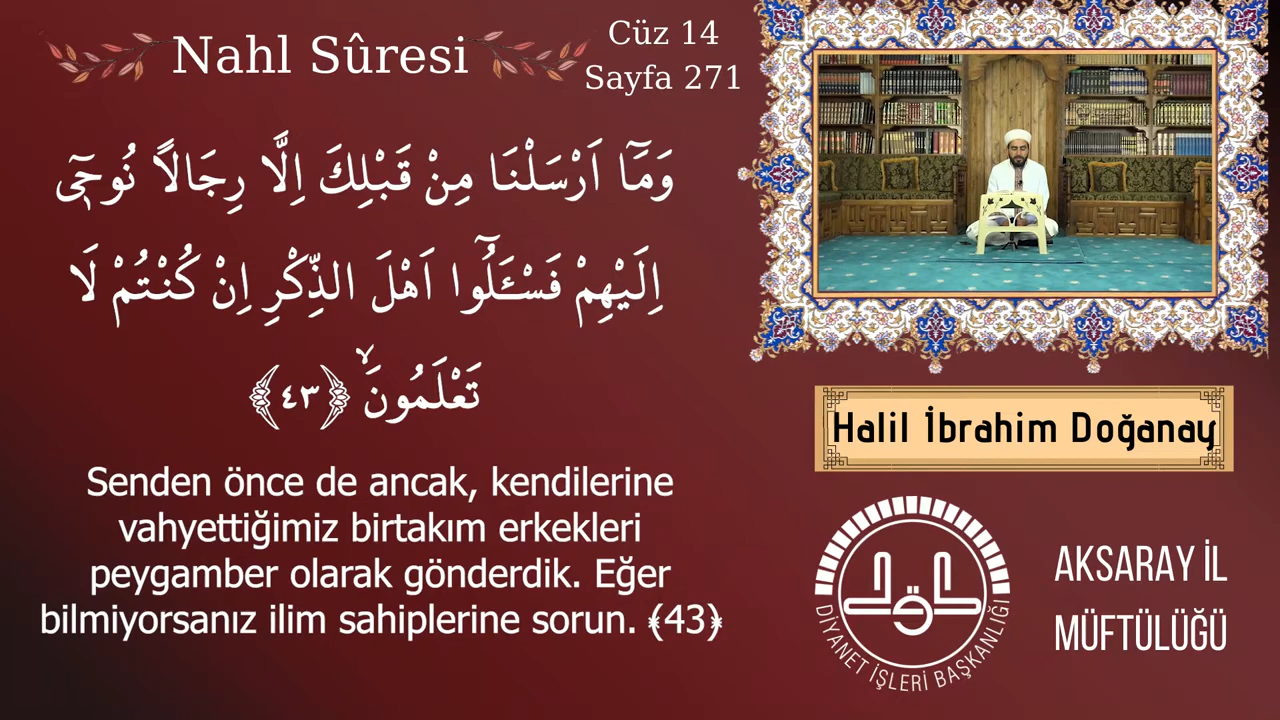 Nahl Sûresi
Cüz 14
Sayfa 271
وَمَٓا اَرْسَلْنَا مِنْ قَبْلِكَ اِلَّا رِجَالاً نُوحٖٓي
اِلَيْهِمْ فَسْـَٔلُٓوا اَهْلَ الذِّكْرِ اِنْ كُنْتُمْ لَا
تَعْلَمُونَۙ ﴿٤٣﴾
Senden önce de ancak, kendilerine
vahyettiğimiz birtakım erkekleri
peygamber olarak gönderdik. Eğer
bilmiyorsanız ilim sahiplerine sorun. ﴾43﴿
Halil İbrahim Doğanay
DİYANET İŞLERİ BAŞKANLIĞI
AKSARAY İL
MÜFTÜLÜĞÜ